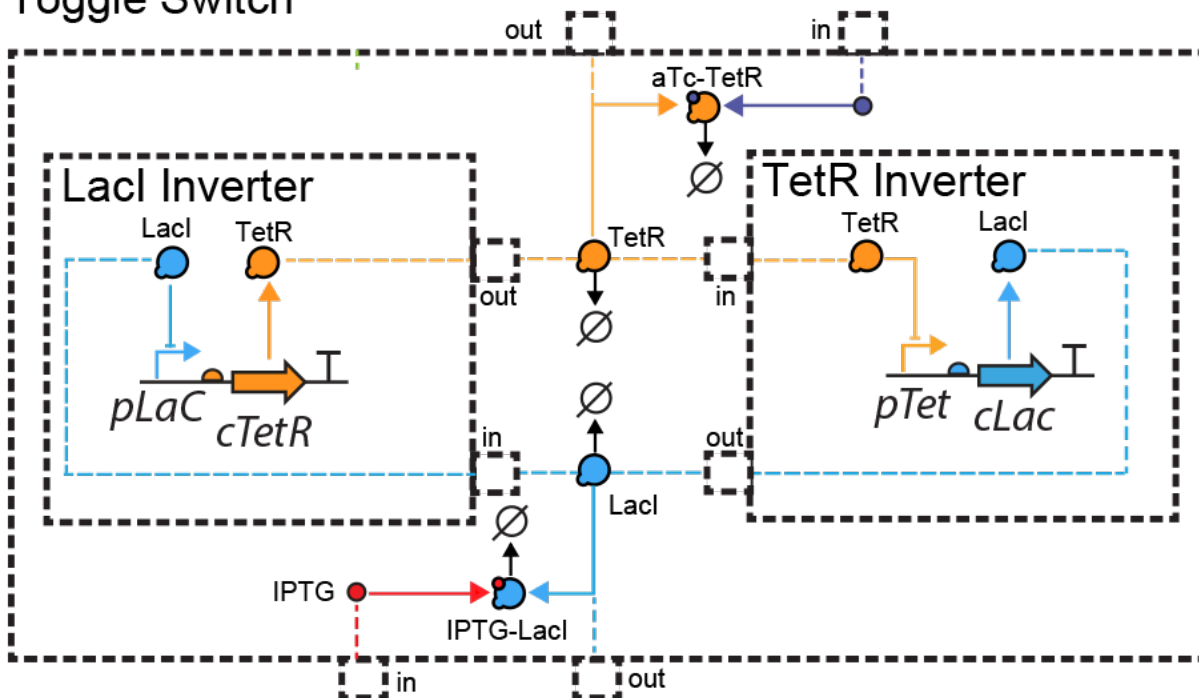 Toggle Switch
out
in
aTc-TetR
LacI Inverter
TetR Inverter
LacI
TetR
TetR
TetR
LacI
out
in
pLaC
cTetR
pTet
cLac
in
out
LacI
IPTG
IPTG-LacI
in
out